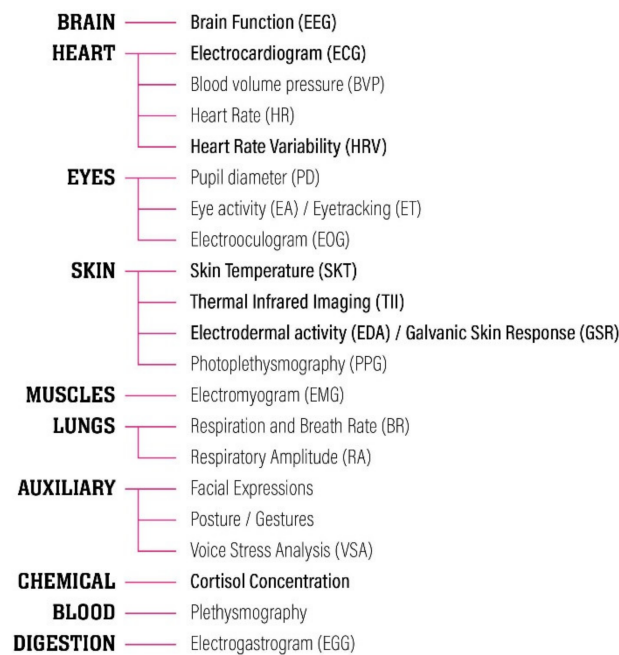 BRAIN Brain Function (EEG)
HEART Electrocardiogram (ECG)
Blood volume pressure (BVP)
Heart Rate (HR)
Heart Rate Variability (HRV)
EYES Pupil diameter (PD)
Eye activity (EA) / Eyetracking (ET)
Electrooculogram (EOG)
SKIN Skin Temperature (SKT)
Thermal Infrared Imaging (TII)
Electrodermal activity (EDA) / Galvanic Skin Response (GSR)
Photoplethysmography (PPG)
MUSCLES Electromyogram (EMG)
LUNGS Respiration and Breath Rate (BR)
Respiratory Amplitude (RA)
AUXILIARY Facial Expressions
Posture / Gestures
Voice Stress Analysis (VSA)
CHEMICAL Cortisol Concentration
BLOOD Plethysmography
DIGESTION Electrogastrogram (EGG)